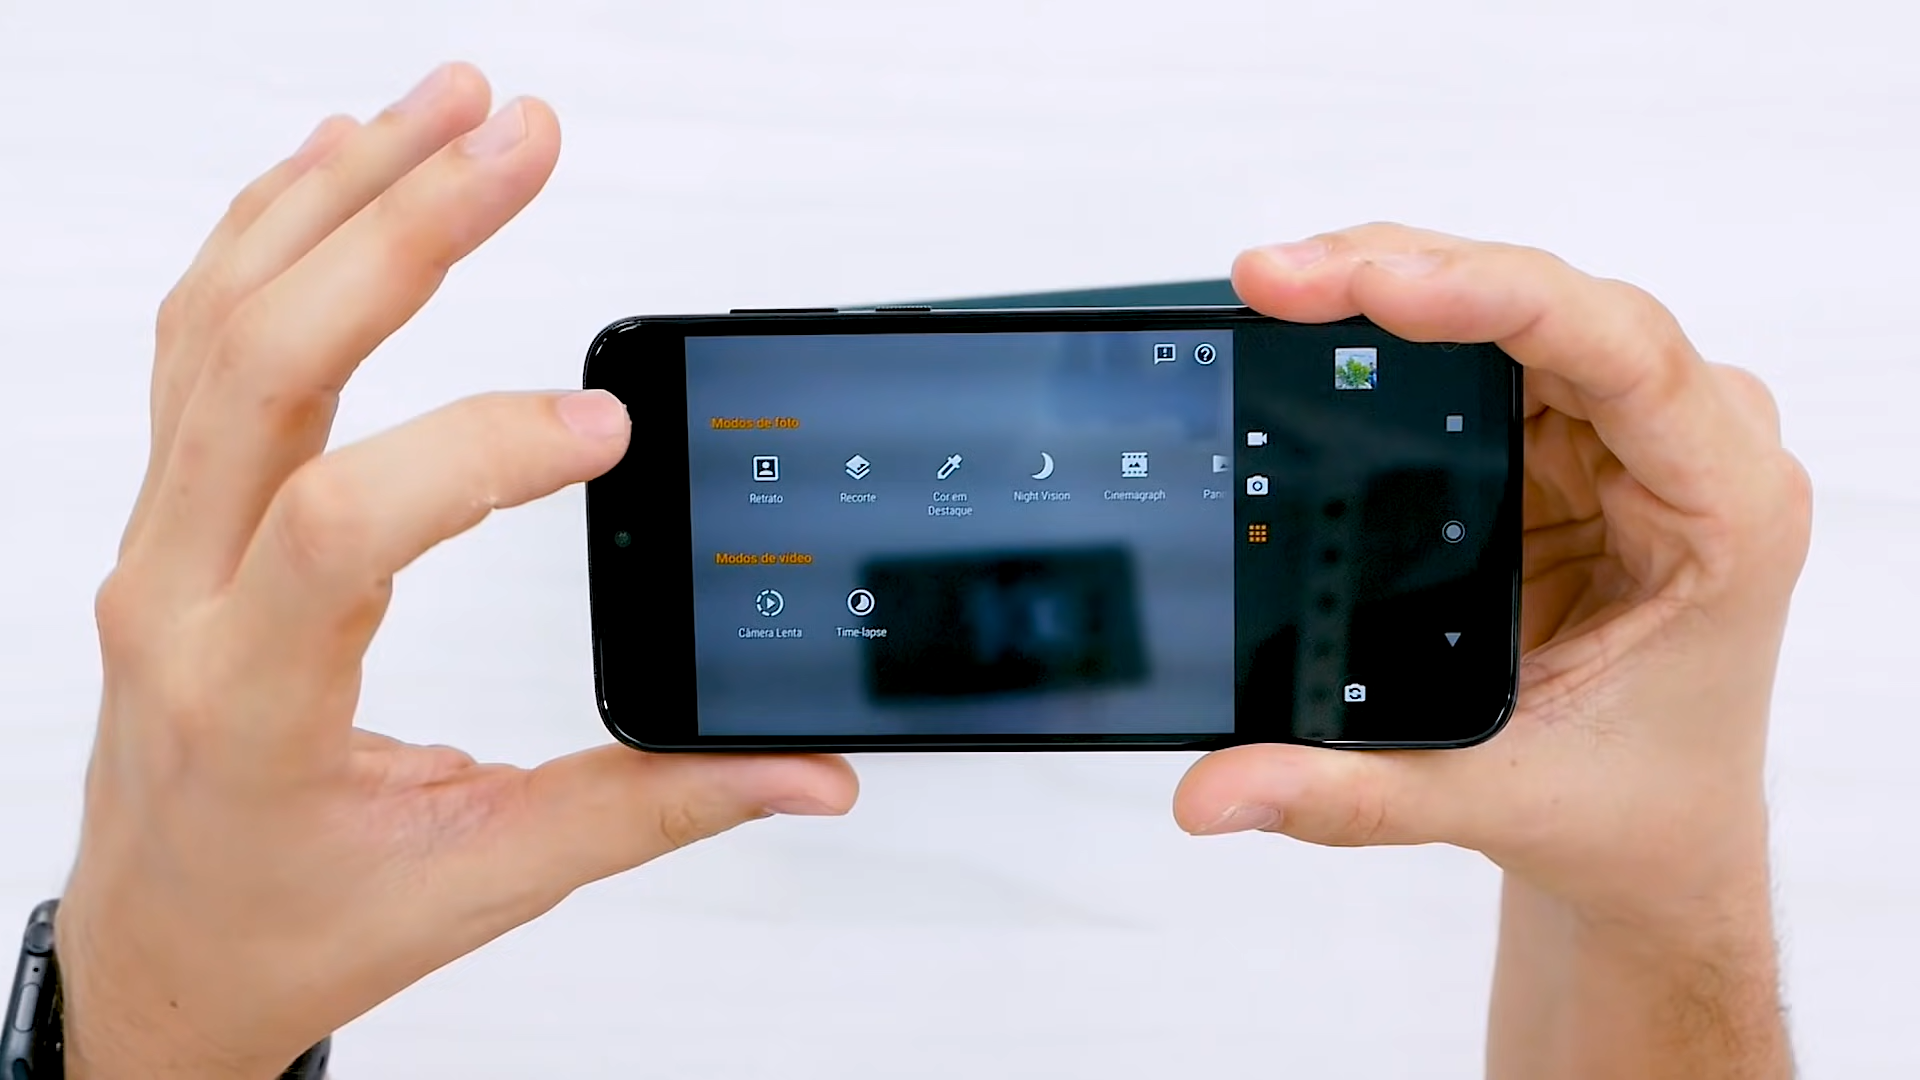 Modos de foto
Retrato
Recorte
Cor em
Destaque
Night Vision
Cinemagraph
Modos de vídeo
Câmera Lenta
Time-lapse